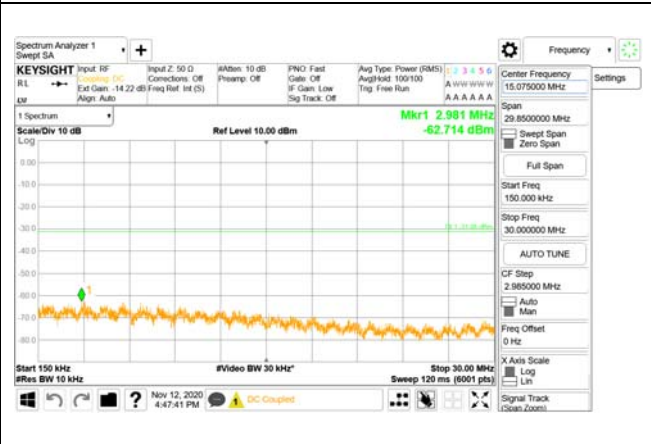 Spectrum Analyzer 1
Swept SA
Frequency
KEYSIGHT
RL
Input: RF
Coupling: DC
Ext Gain: -14.22 dB
Align: Auto
Input Z: 50 Ω
Corrections: Off
Freq Ref: Int (S)
#Atten: 10 dB
Preamp: Off
PNO: Fast
Gate: Off
IF Gain: Low
Sig Track: Off
Avg Type: Power (RMS)
Avg|Hold: 100/100
Trig: Free Run
1 2 3 4 5 6
A W W W W W
A A A A A A
1 Spectrum
Scale/Div 10 dB
Log
Ref Level 10.00 dBm
Mkr1 2.981 MHz
-62.714 dBm
0.00
-10.0
-20.0
-30.0
-40.0
-50.0
-60.0
-70.0
-80.0
1
Start 150 kHz
#Res BW 10 kHz
#Video BW 30 kHz*
Stop 30.00 MHz
Sweep 120 ms (6001 pts)
Nov 12, 2020
4:47:41 PM
DC Coupled
Center Frequency
15.075000 MHz
Settings
Span
29.8500000 MHz
Swept Span
Zero Span
Full Span
Start Freq
150.000 kHz
Stop Freq
30.000000 MHz
AUTO TUNE
CF Step
2.985000 MHz
Auto
Man
Freq Offset
0 Hz
X Axis Scale
Log
Lin
Signal Track
(Span Zoom)